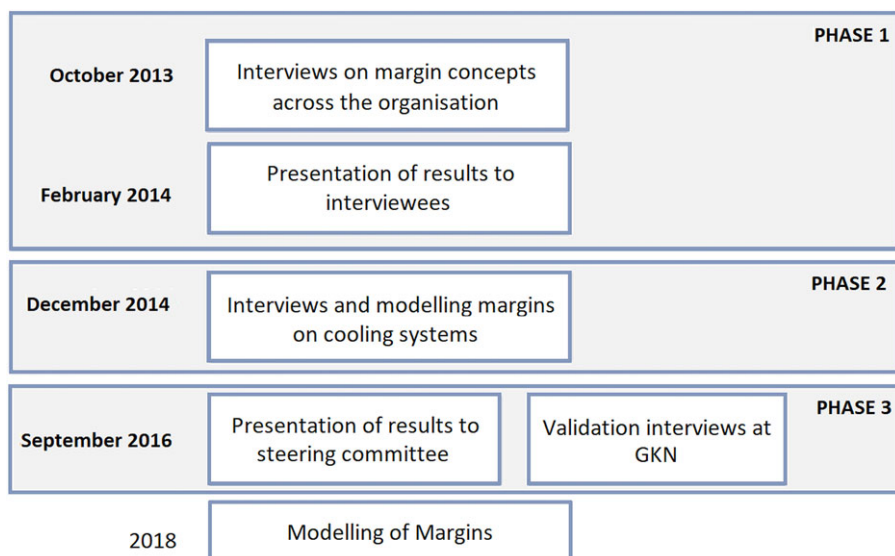 PHASE 1
October 2013
Interviews on margin concepts
across the organisation
February 2014
Presentation of results to
interviewees
PHASE 2
December 2014
Interviews and modelling margins
on cooling systems
PHASE 3
September 2016
Presentation of results to
steering committee
Validation interviews at
GKN
2018
Modelling of Margins